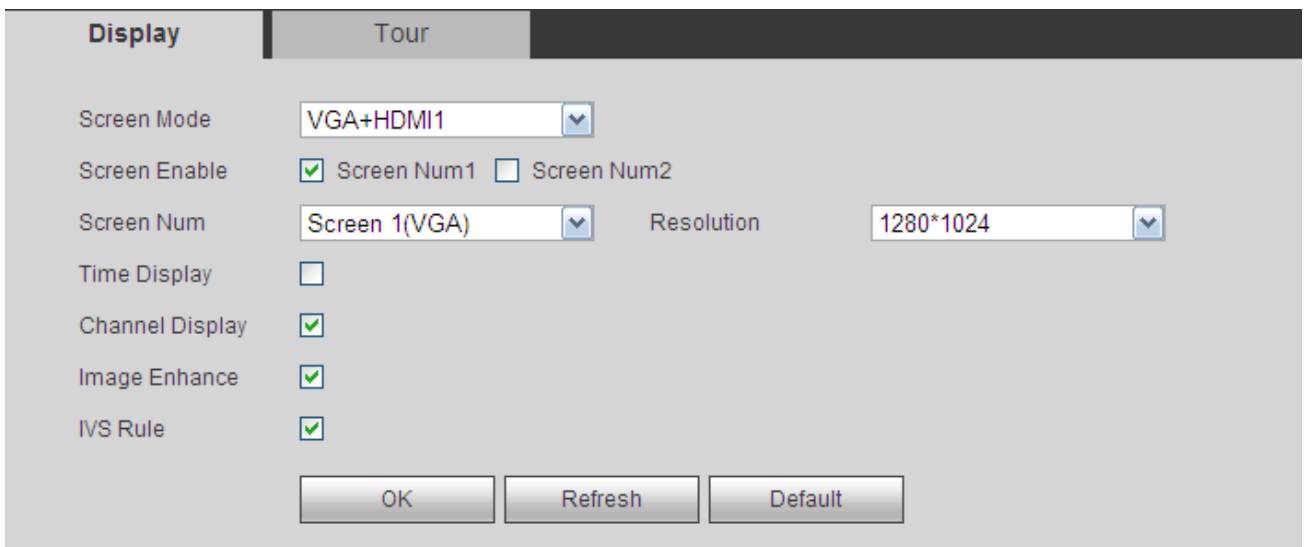 Display Tour
Screen Mode VGA+HDMI1
Screen Enable Screen Num1 Screen Num2
Screen Num Screen 1(VGA) Resolution 1280*1024
Time Display
Channel Display
Image Enhance
IVS Rule
OK Refresh Default